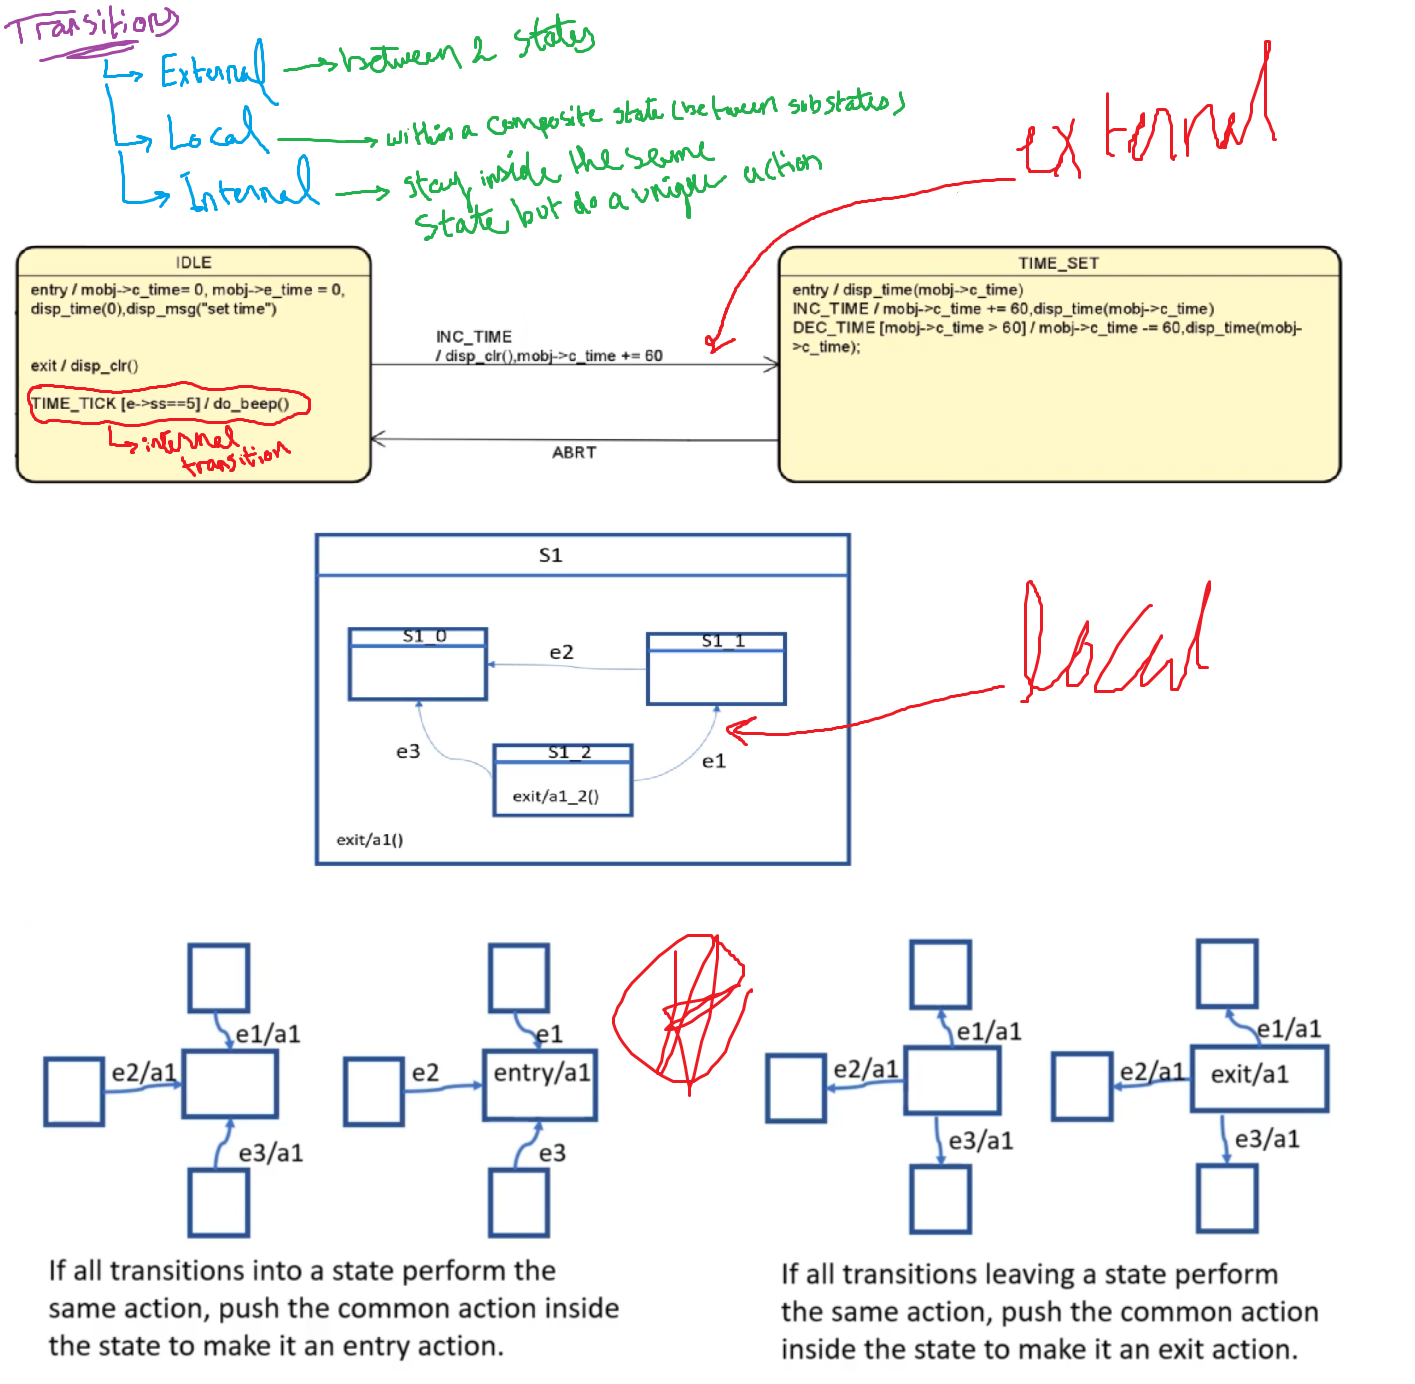 Transitions
External → between 2 states
Local → within a composite state (between substates)
Internal → stay inside the same
state, but do a unique action
external
IDLE
entry / mobj->c_time= 0, mobj->e_time = 0,
disp_time(0),disp_msg("set time")
exit / disp_clr()
TIME_TICK [e->ss==5] / do_beep()
internal
transition
INC_TIME
/ disp_clr(),mobj->c_time += 60
ABRT
TIME_SET
entry / disp_time(mobj->c_time)
INC_TIME / mobj->c_time += 60,disp_time(mobj->c_time)
DEC_TIME [mobj->c_time > 60] / mobj->c_time -= 60,disp_time(mobj-
>c_time);
S1
S1_0
e2
S1_1
local
e3
S1_2
e1
exit/a1_2()
exit/a1()
e1/a1
e2/a1
e3/a1
e1
e2
entry/a1
e3
e1/a1
e2/a1
e3/a1
e1/a1
e2/a1
exit/a1
e3/a1
If all transitions into a state perform the
same action, push the common action inside
the state to make it an entry action.
If all transitions leaving a state perform
the same action, push the common action
inside the state to make it an exit action.